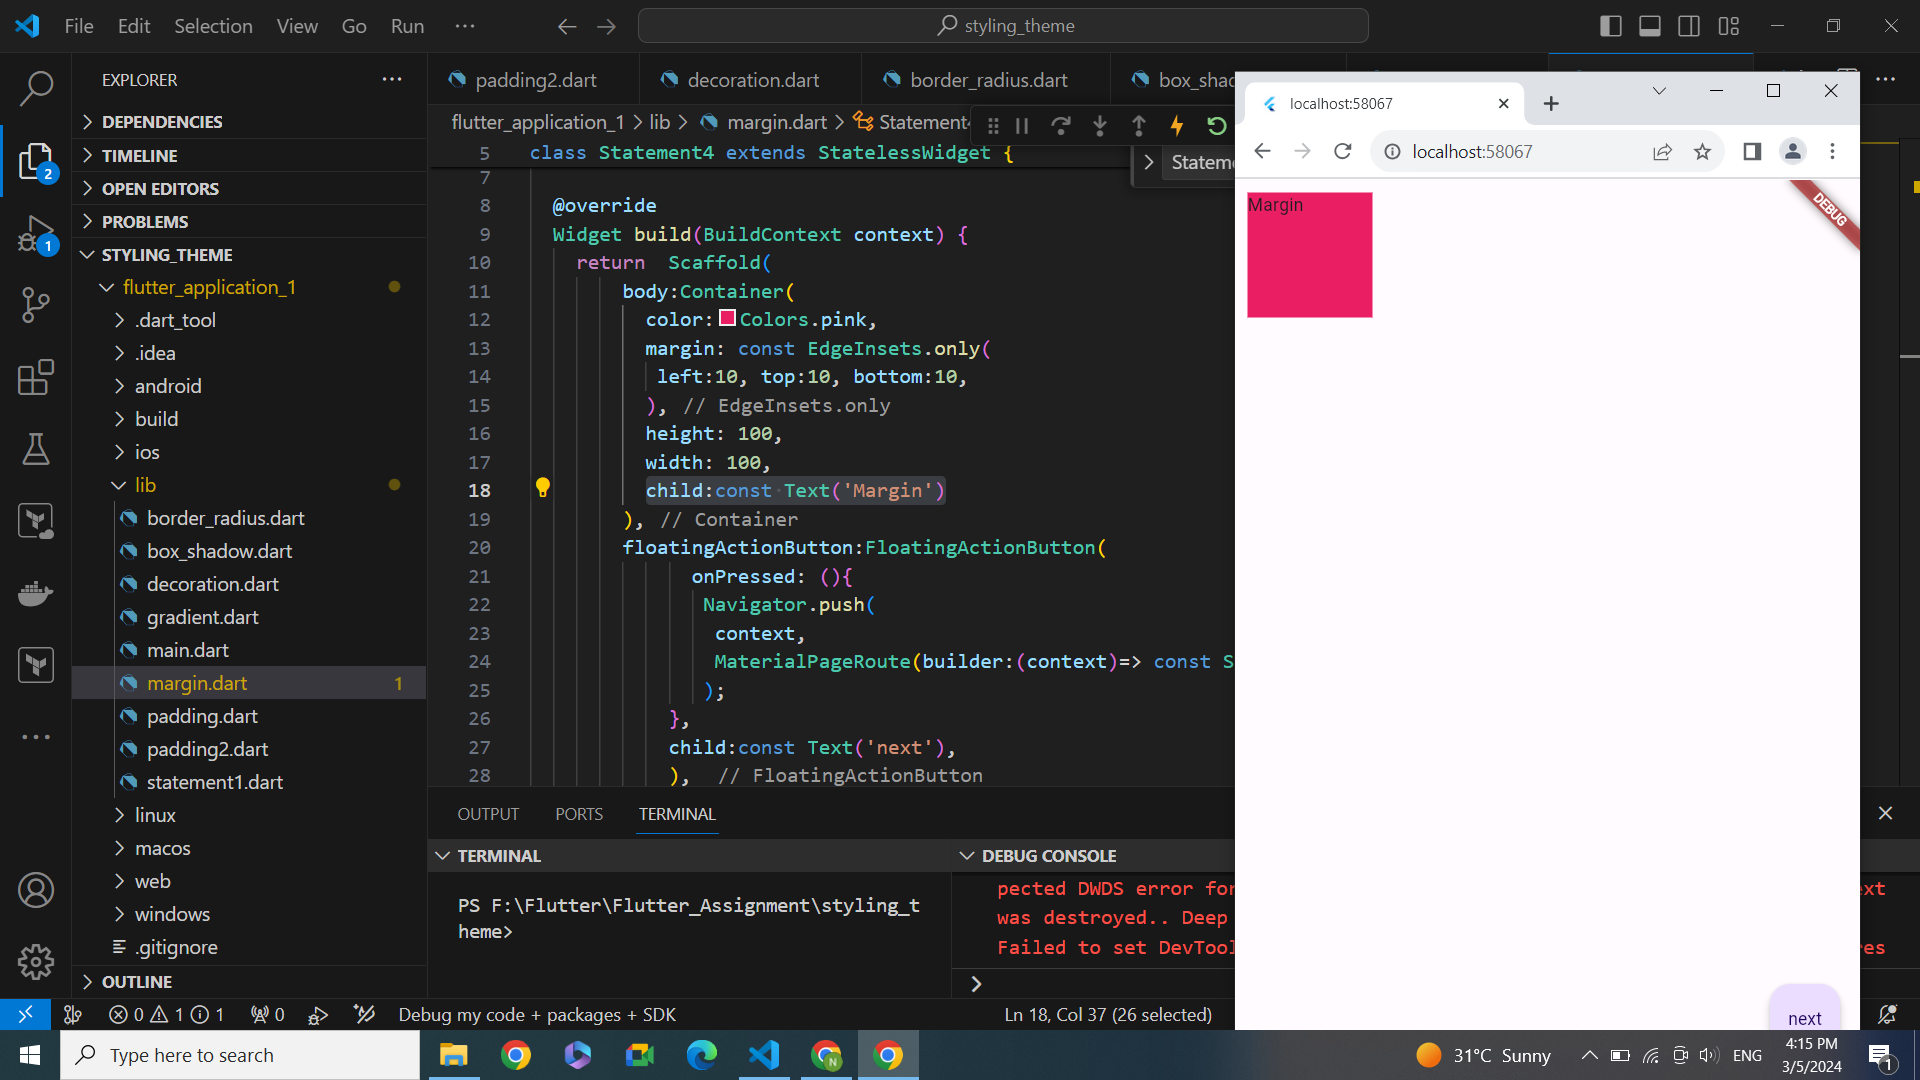 File Edit Selection View Go Run ···
styling_theme
EXPLORER
DEPENDENCIES
TIMELINE
OPEN EDITORS
PROBLEMS
STYLING_THEME
flutter_application_1
.dart_tool
.idea
android
build
ios
lib
border_radius.dart
box_shadow.dart
decoration.dart
gradient.dart
main.dart
margin.dart 1
padding.dart
padding2.dart
statement1.dart
linux
macos
web
windows
.gitignore
OUTLINE
2
1
padding2.dart decoration.dart border_radius.dart box_shad
flutter_application_1 > lib > margin.dart > Statement4
Statem
5 class Statement4 extends StatelessWidget {
7
8 @override
9 Widget build(BuildContext context) {
10 return Scaffold(
11 body:Container(
12 color: Colors.pink,
13 margin: const EdgeInsets.only(
14 left:10, top:10, bottom:10,
15 ), // EdgeInsets.only
16 height: 100,
17 width: 100,
18 child:const Text('Margin')
19 ), // Container
20 floatingActionButton:FloatingActionButton(
21 onPressed: (){
22 Navigator.push(
23 context,
24 MaterialPageRoute(builder:(context)=> const S
25 );
26 },
27 child:const Text('next'),
28 ), // FloatingActionButton
OUTPUT PORTS TERMINAL
TERMINAL
PS F:\Flutter\Flutter_Assignment\styling_t
heme>
DEBUG CONSOLE
pected DWDS error for
ext
was destroyed.. Deep
Failed to set DevTool
res
localhost:58067
localhost:58067
Margin
DEBUG
next
0 1 1 0 Debug my code + packages + SDK Ln 18, Col 37 (26 selected)
Type here to search
N
31°C Sunny ENG
4:15 PM
3/5/2024
1